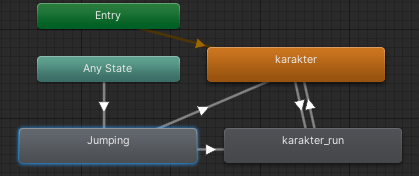 Entry
karakter
Any State
Jumping
karakter_run